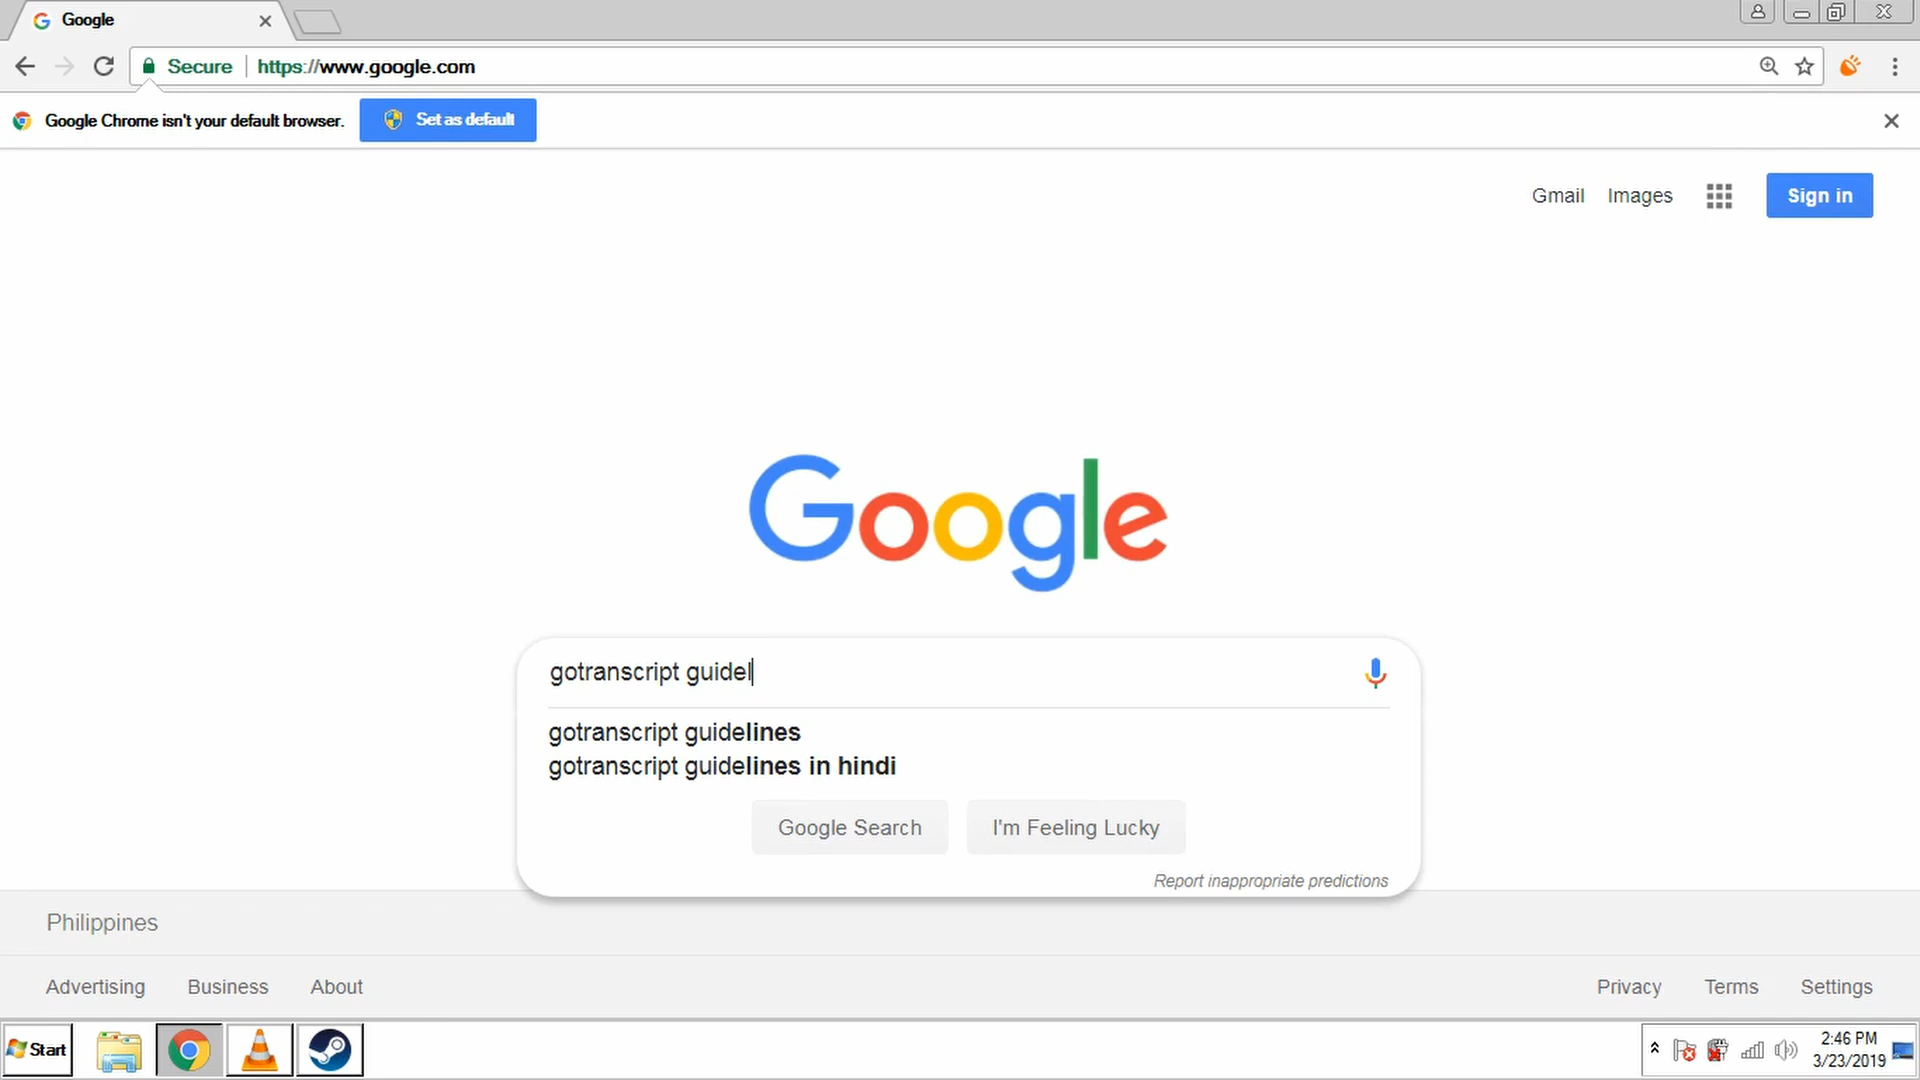 Google
Secure https://www.google.com
Google Chrome isn't your default browser. Set as default
Gmail Images Sign in
Google
gotranscript guidel
gotranscript guidelines
gotranscript guidelines in hindi
Google Search I'm Feeling Lucky
Report inappropriate predictions
Philippines
Advertising Business About Privacy Terms Settings
Start 2:46 PM
3/23/2019